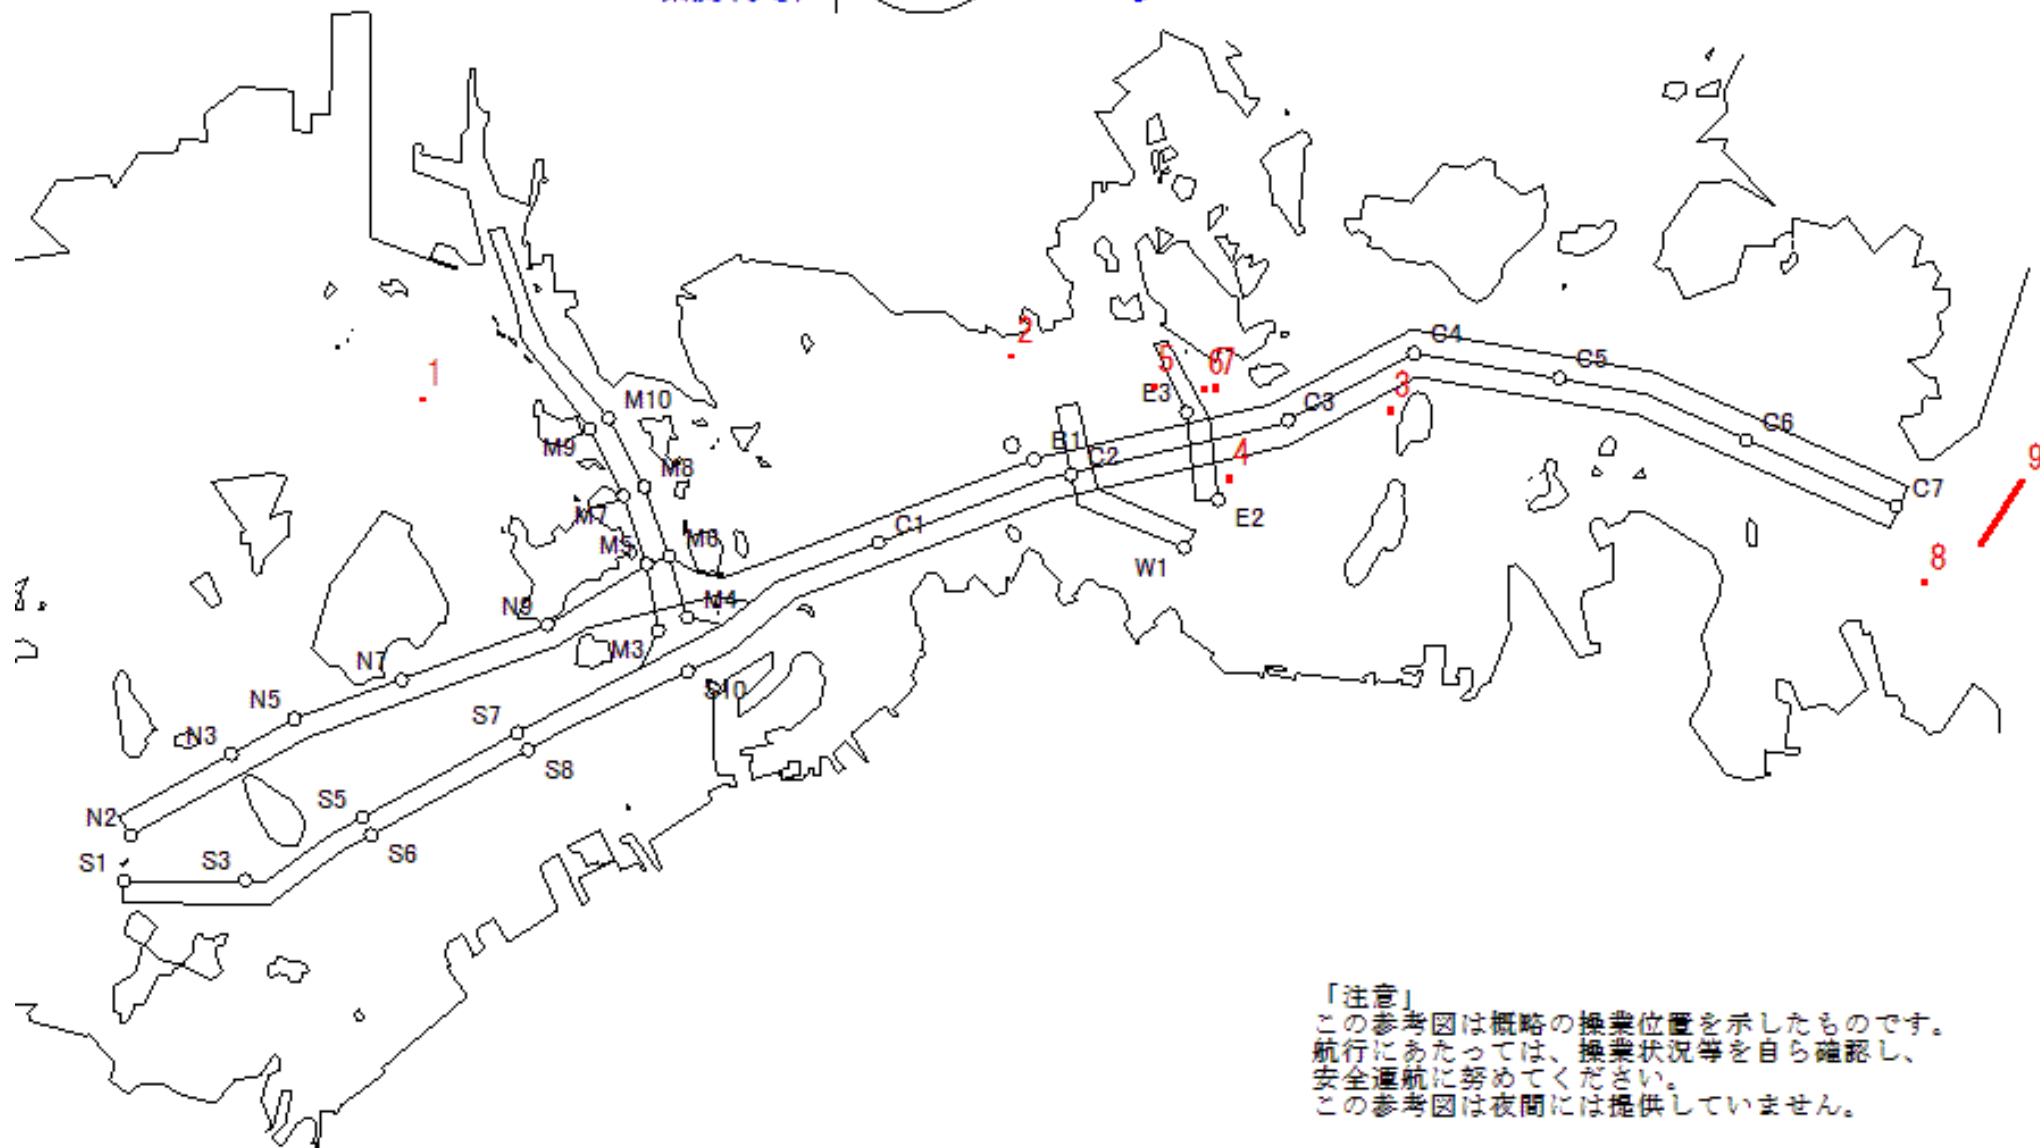 C4
2
C5
1
5
67
3
E3
M10
C3
C6
M9
B1
C2
4
9
M8
C7
M7
E2
C1
M5
M6
W1
8
N9
M4
M3
N7
S10
N5
S7
N3
S8
S5
N2
S6
S1
S3
「注意」
この参考図は概略の操業位置を示したものです。
航行にあたっては、操業状況等を自ら確認し、
安全運航に努めてください。
この参考図は夜間には提供していません。